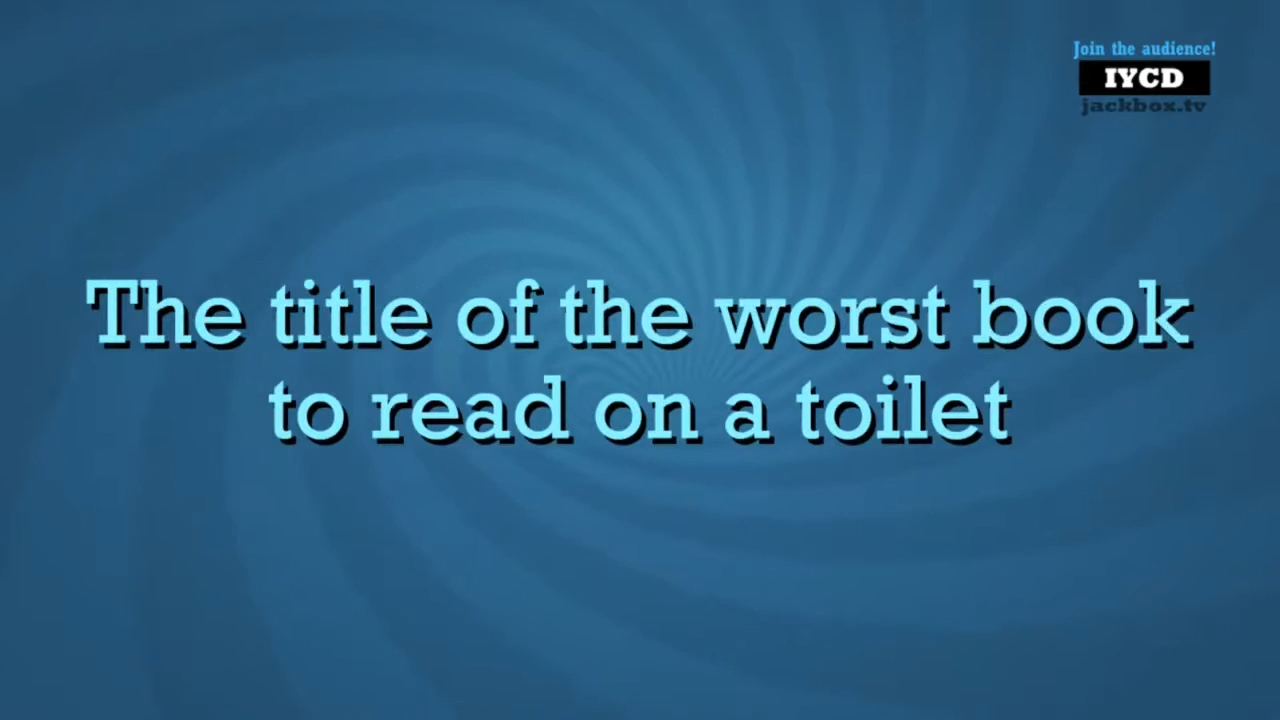 Join the audience!
IYCD
jackbox.tv
The title of the worst book
to read on a toilet